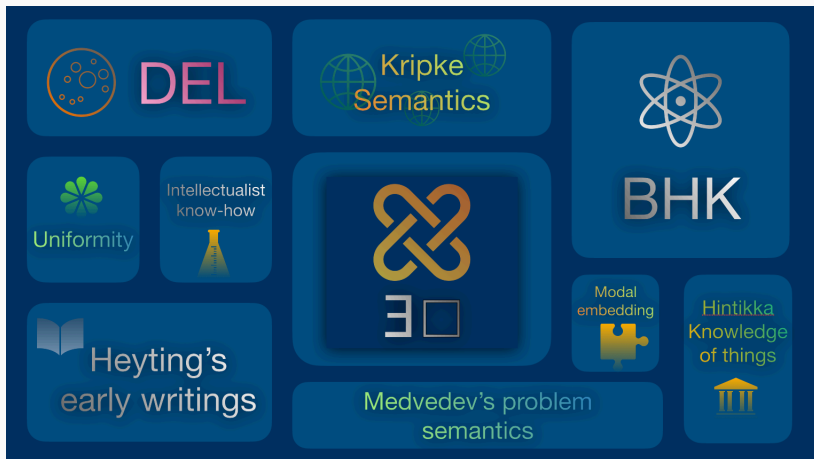 DEL
Kripke
Semantics
BHK
Uniformity
Intellectualist
know-how
∃□
Modal
embedding
Hintikka
Knowledge
of things
Heyting's
early writings
Medvedev's problem
semantics